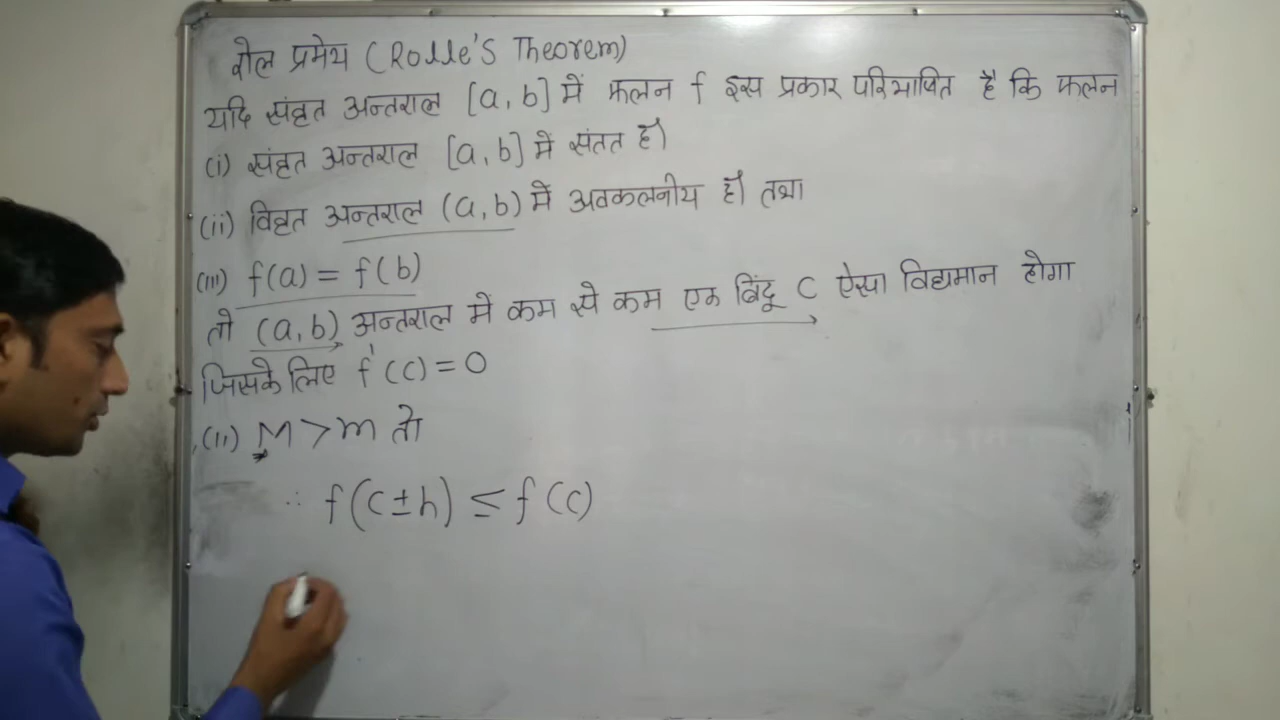 रोल प्रमेय (Rolle's Theorem)
यदि संहृत अन्तराल [a, b] में फलन f इस प्रकार परिभाषित है कि फलन
(i) संहृत अन्तराल [a, b] में संतत हो
(ii) विहृत अन्तराल (a, b) में अवकलनीय हो तथा
(iii) f(a) = f(b)
तो (a, b) अन्तराल में कम से कम एक बिंदू C ऐसा विद्यमान होगा
जिसके लिए f'(c) = 0
(ii) M > m तो
∴ f(c±h) ≤ f(c)